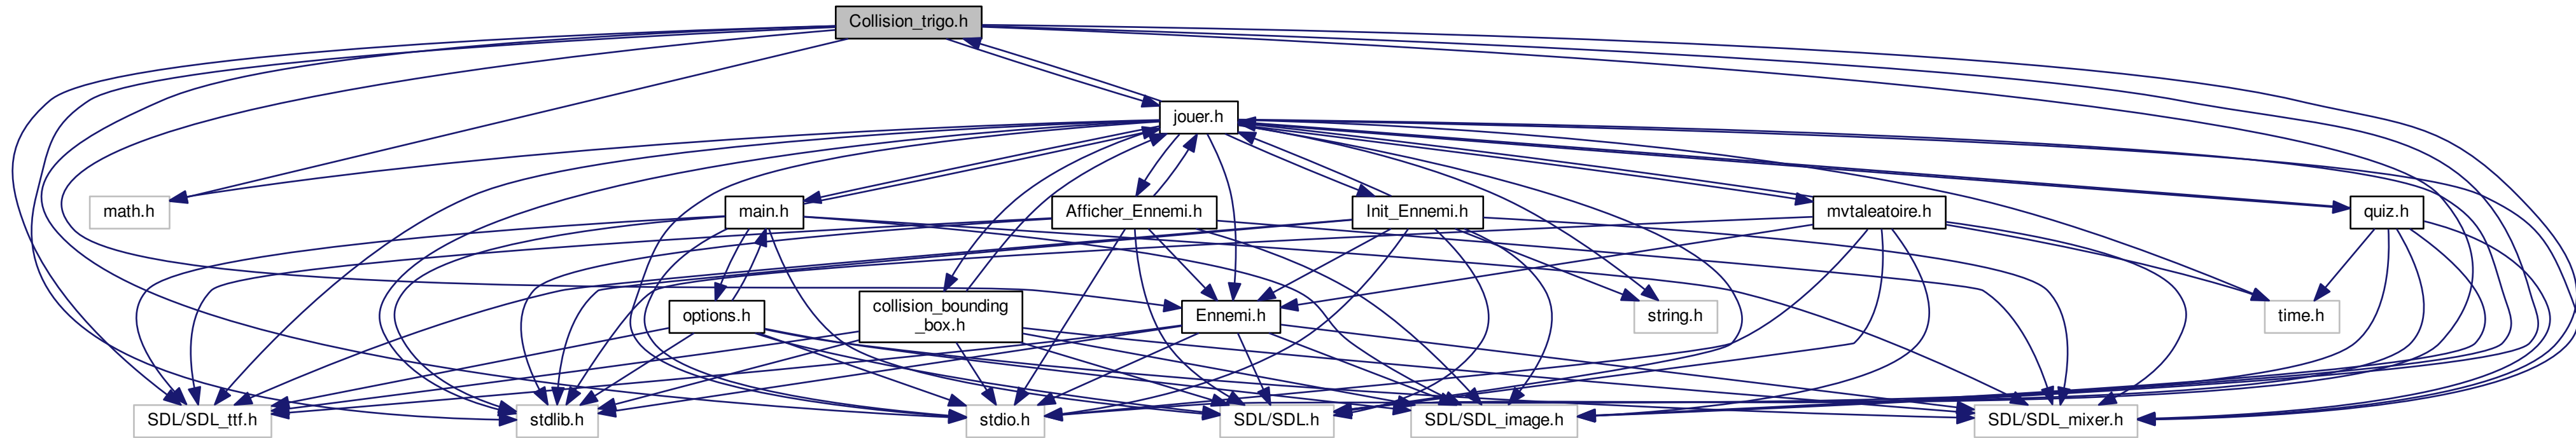 Collision_trigo.h
jouer.h
math.h
main.h
Afficher_Ennemi.h
Init_Ennemi.h
mvtaleatoire.h
quiz.h
options.h
collision_bounding
_box.h
Ennemi.h
string.h
time.h
SDL/SDL_ttf.h
stdlib.h
stdio.h
SDL/SDL.h
SDL/SDL_image.h
SDL/SDL_mixer.h